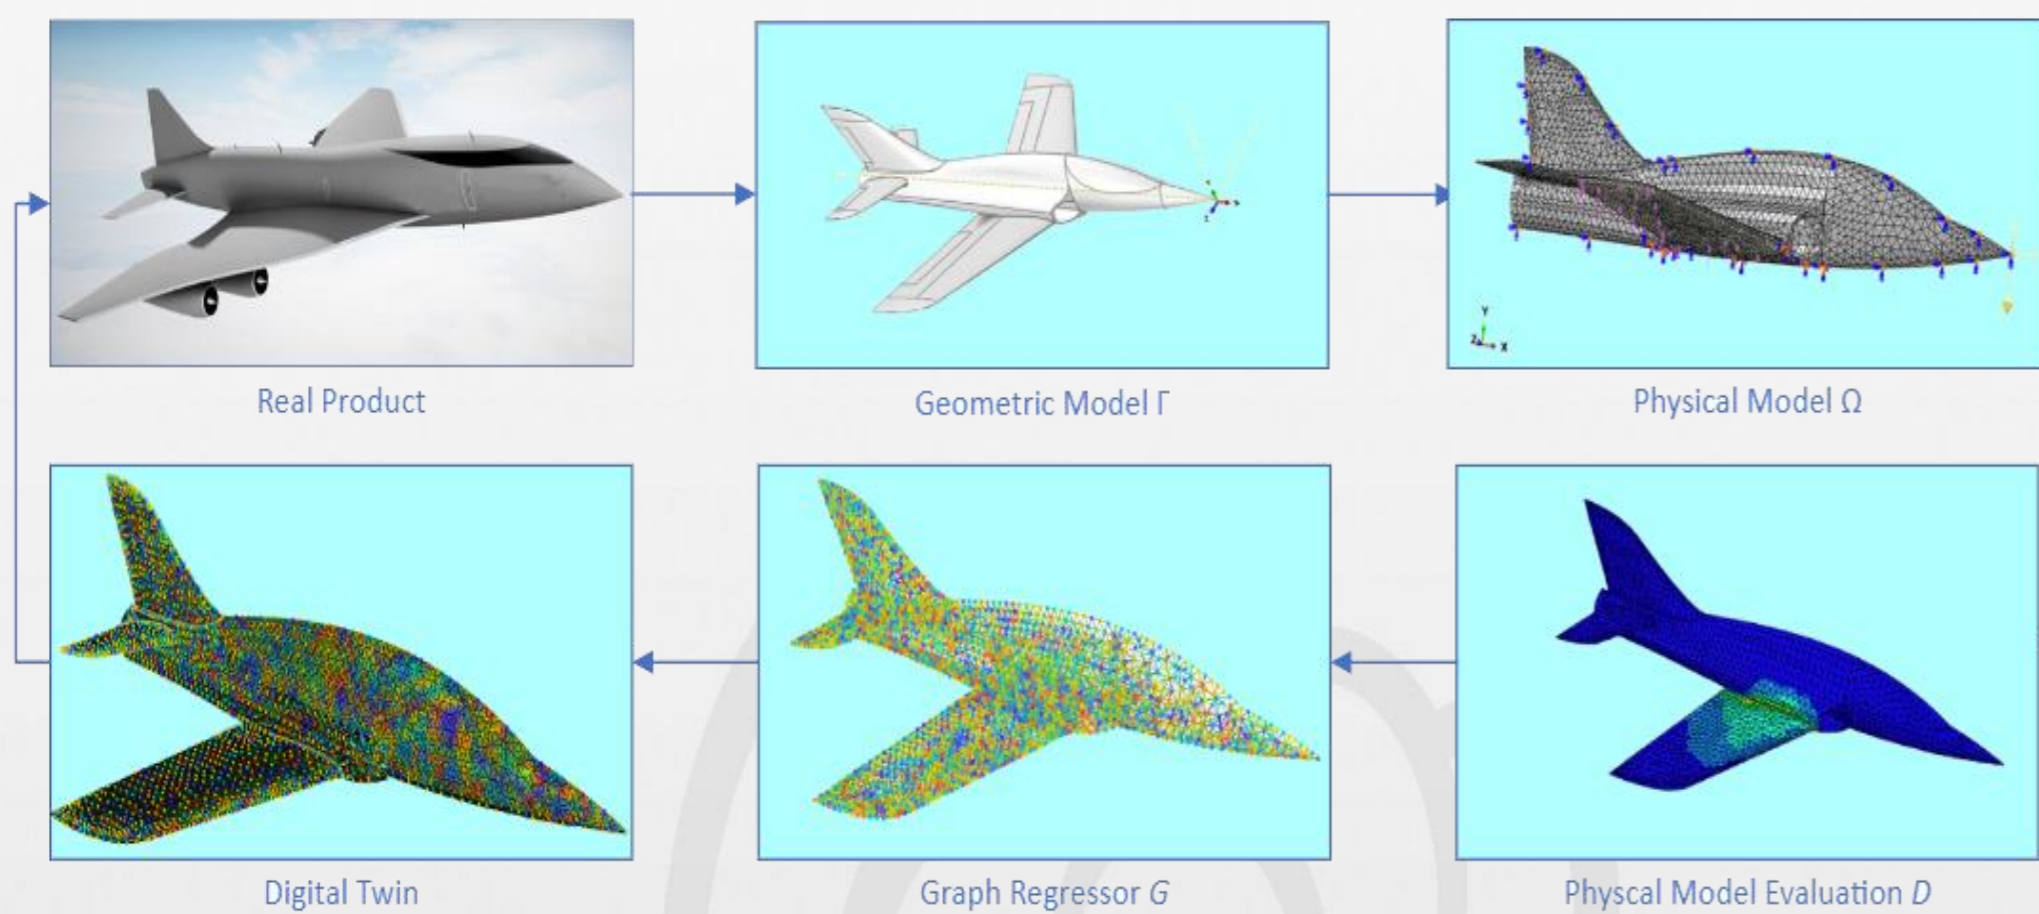 Real Product
Geometric Model Γ
Physical Model Ω
Y
Z X
Digital Twin
Graph Regressor G
Physcal Model Evaluation D